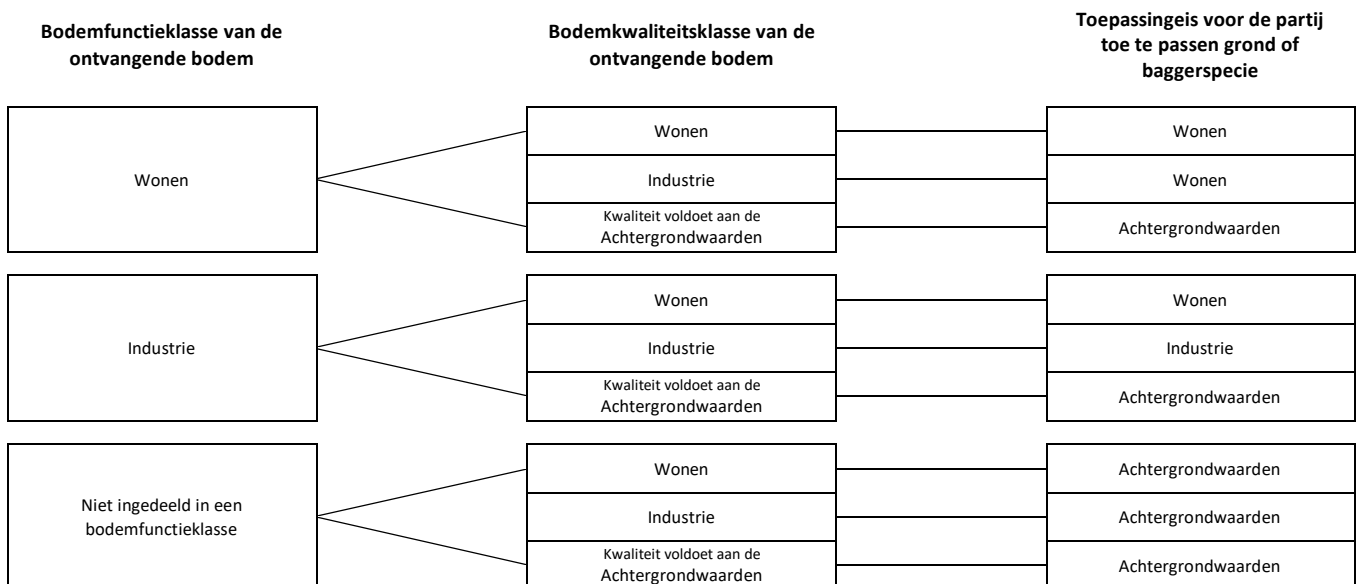 Bodemfunctieklasse van de
ontvangende bodem
Bodemkwaliteitsklasse van de
ontvangende bodem
Toepassingeis voor de partij
toe te passen grond of
baggerspecie
Wonen
Wonen
Wonen
Industrie
Wonen
Kwaliteit voldoet aan de
Achtergrondwaarden
Achtergrondwaarden
Industrie
Wonen
Wonen
Industrie
Industrie
Kwaliteit voldoet aan de
Achtergrondwaarden
Achtergrondwaarden
Niet ingedeeld in een
bodemfunctieklasse
Wonen
Achtergrondwaarden
Industrie
Achtergrondwaarden
Kwaliteit voldoet aan de
Achtergrondwaarden
Achtergrondwaarden